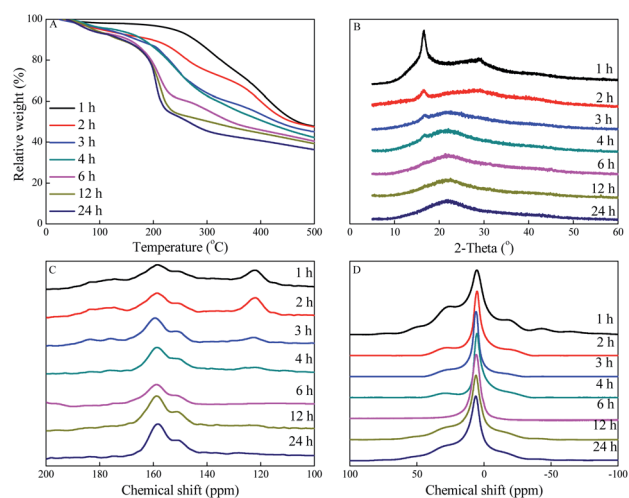 A
100
80
60
40
20
0
Relative weight (%)
1 h
2 h
3 h
4 h
6 h
12 h
24 h
0 100 200 300 400 500
Temperature (°C)
B
1 h
2 h
3 h
4 h
6 h
12 h
24 h
0 10 20 30 40 50 60
2-Theta (°)
C
1 h
2 h
3 h
4 h
6 h
12 h
24 h
200 180 160 140 120 100
Chemical shift (ppm)
D
1 h
2 h
3 h
4 h
6 h
12 h
24 h
100 50 0 -50 -100
Chemical shift (ppm)